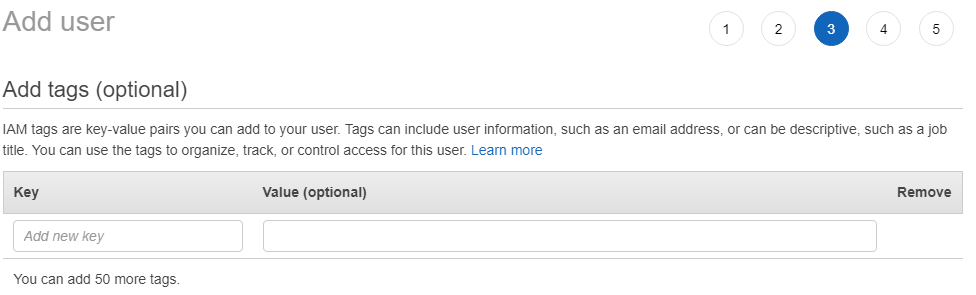 Add user
1 2 3 4 5
Add tags (optional)
IAM tags are key-value pairs you can add to your user. Tags can include user information, such as an email address, or can be descriptive, such as a job
title. You can use the tags to organize, track, or control access for this user. Learn more
Key Value (optional) Remove
Add new key
You can add 50 more tags.